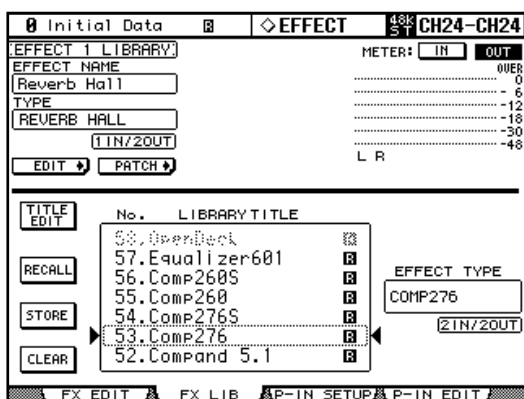 0 Initial Data R ◇EFFECT 48K ST CH24-CH24
EFFECT 1 LIBRARY
METER: IN OUT
EFFECT NAME
Reverb Hall
TYPE
REVERB HALL
1IN/2OUT
EDIT PATCH
OVER
0
- 6
-12
-18
-30
-48
L R
TITLE EDIT
No. LIBRARY TITLE
58.OpenDeck R
57.Equalizer601 R
RECALL
56.Comp260S R
55.Comp260 R
STORE
54.Comp276S R
53.Comp276 R
CLEAR
52.Compand 5.1 R
EFFECT TYPE
COMP276
2IN/2OUT
FX EDIT FX LIB P-IN SETUP P-IN EDIT